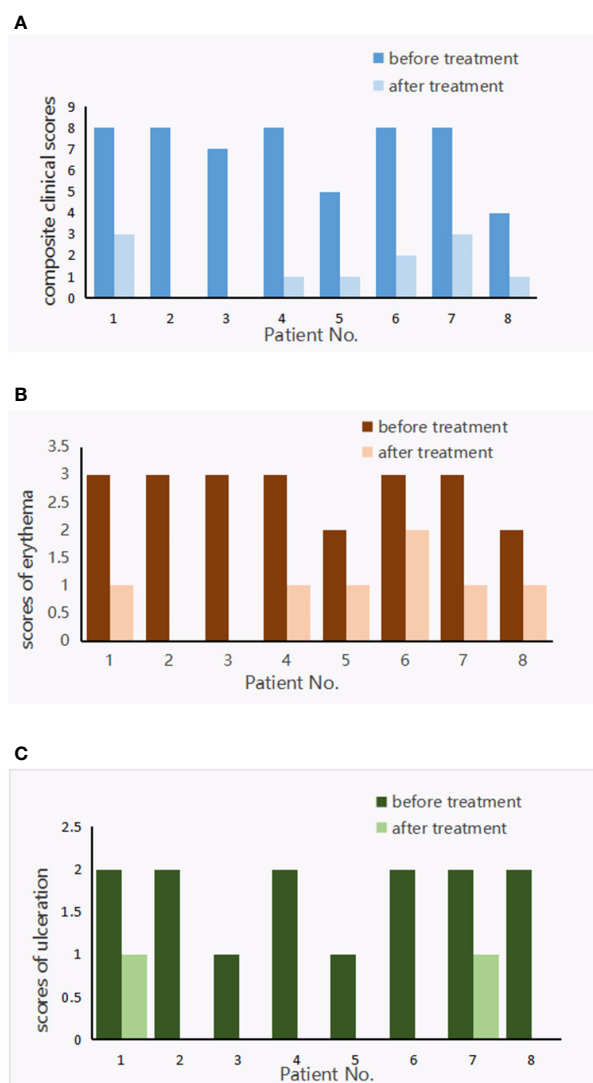 A
before treatment
after treatment
composite clinical scores
9
8
7
6
5
4
3
2
1
0
1 2 3 4 5 6 7 8
Patient No.
B
before treatment
after treatment
scores of erythema
3.5
3
2.5
2
1.5
1
0.5
0
1 2 3 4 5 6 7 8
Patient No.
C
before treatment
after treatment
scores of ulceration
2.5
2
1.5
1
0.5
0
1 2 3 4 5 6 7 8
Patient No.